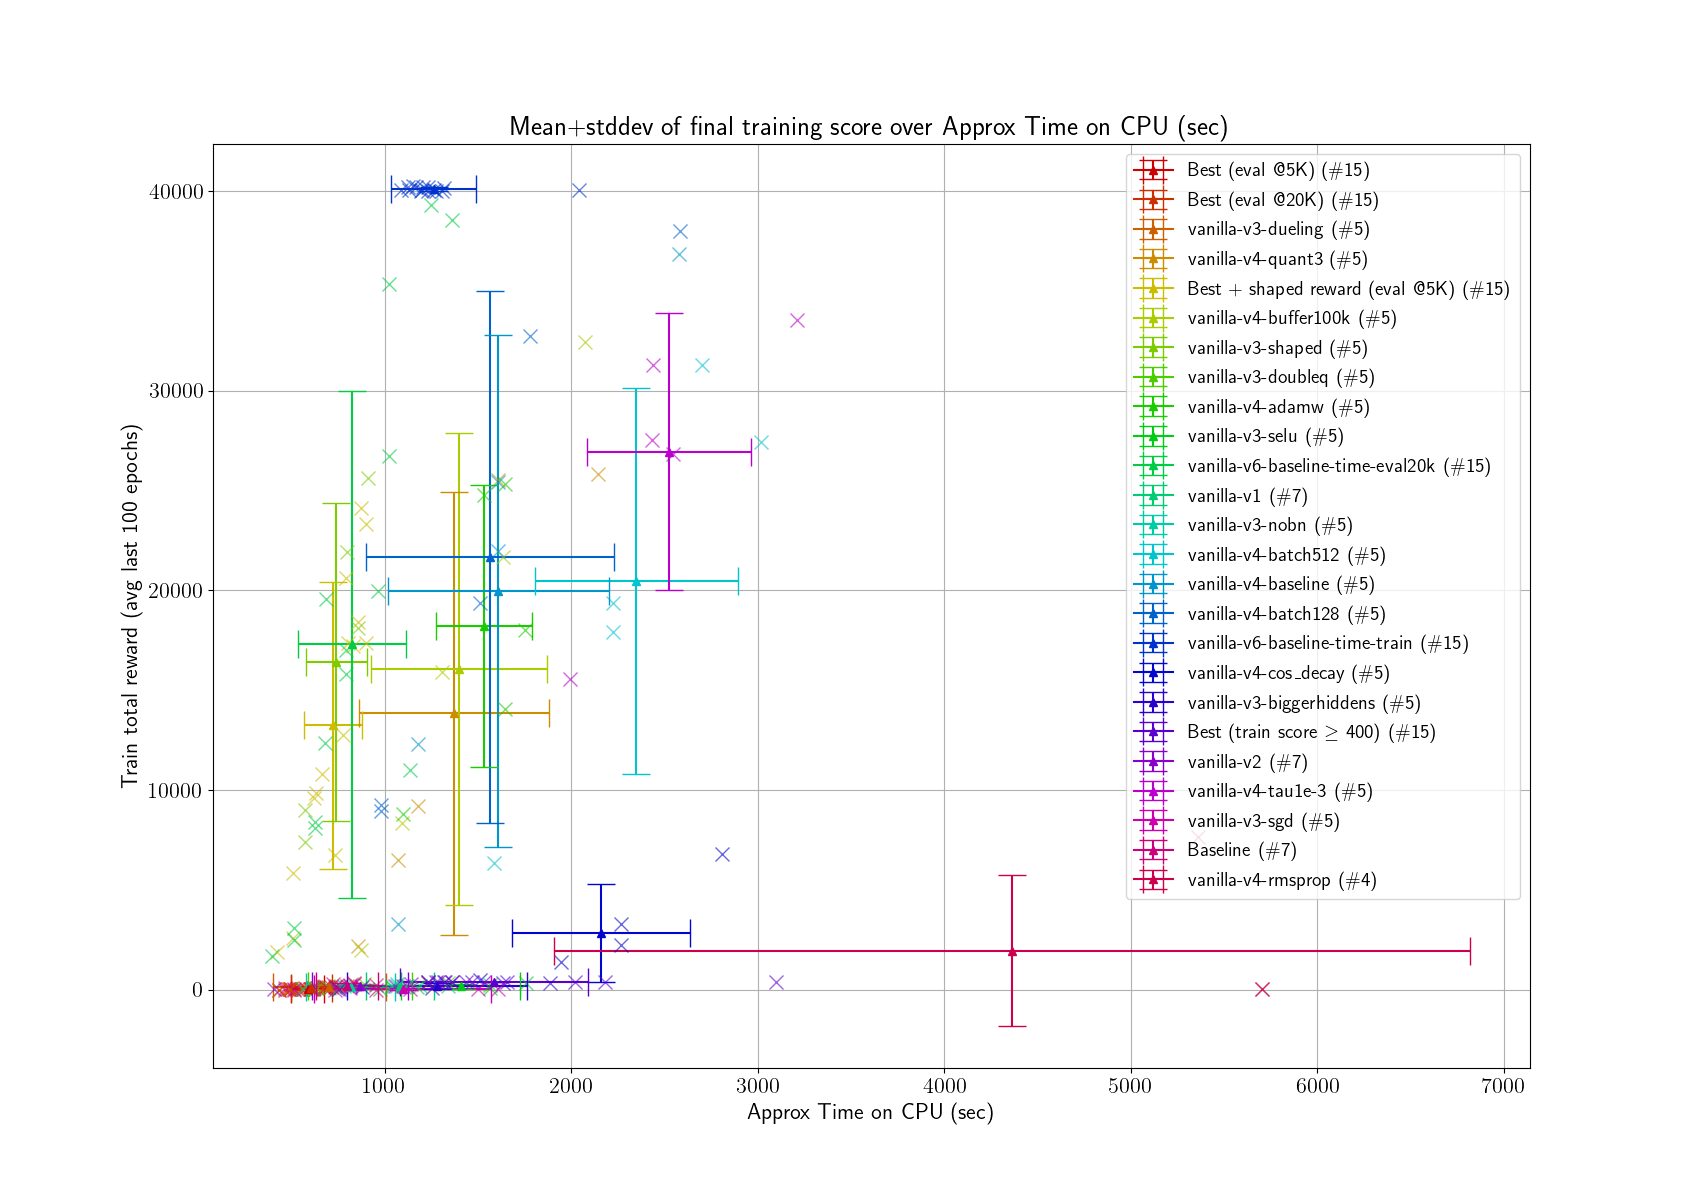 Mean+stddev of final training score over Approx Time on CPU (sec)
Train total reward (avg last 100 epochs)
40000
30000
20000
10000
0
1000 2000 3000 4000 5000 6000 7000
Approx Time on CPU (sec)
Best (eval @5K) (#15)
Best (eval @20K) (#15)
vanilla-v3-dueling (#5)
vanilla-v4-quant3 (#5)
Best + shaped reward (eval @5K) (#15)
vanilla-v4-buffer100k (#5)
vanilla-v3-shaped (#5)
vanilla-v3-doubleq (#5)
vanilla-v4-adamw (#5)
vanilla-v3-selu (#5)
vanilla-v6-baseline-time-eval20k (#15)
vanilla-v1 (#7)
vanilla-v3-nobn (#5)
vanilla-v4-batch512 (#5)
vanilla-v4-baseline (#5)
vanilla-v4-batch128 (#5)
vanilla-v6-baseline-time-train (#15)
vanilla-v4-cos_decay (#5)
vanilla-v3-biggerhiddens (#5)
Best (train score ≥ 400) (#15)
vanilla-v2 (#7)
vanilla-v4-tau1e-3 (#5)
vanilla-v3-sgd (#5)
Baseline (#7)
vanilla-v4-rmsprop (#4)